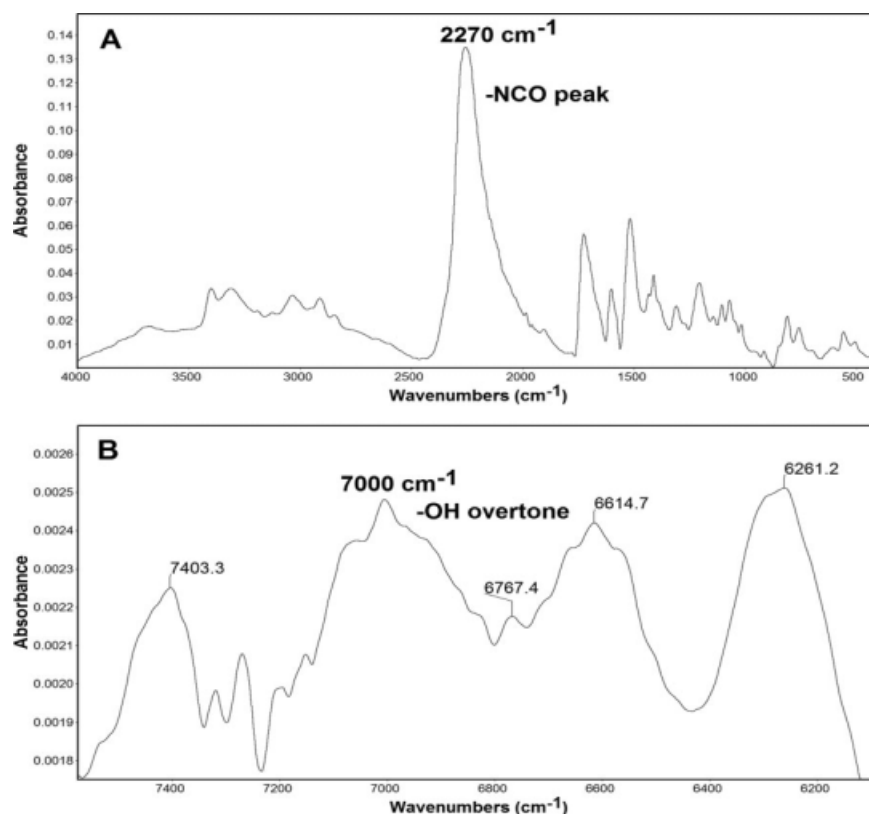 A
2270 cm-1
-NCO peak
Absorbance
0.14
0.13
0.12
0.11
0.10
0.09
0.08
0.07
0.06
0.05
0.04
0.03
0.02
0.01
4000 3500 3000 2500 2000 1500 1000 500
Wavenumbers (cm-1)
B
7000 cm-1
-OH overtone
7403.3
6767.4
6614.7
6261.2
Absorbance
0.0026
0.0025
0.0024
0.0023
0.0022
0.0021
0.0020
0.0019
0.0018
7400 7200 7000 6800 6600 6400 6200
Wavenumbers (cm-1)